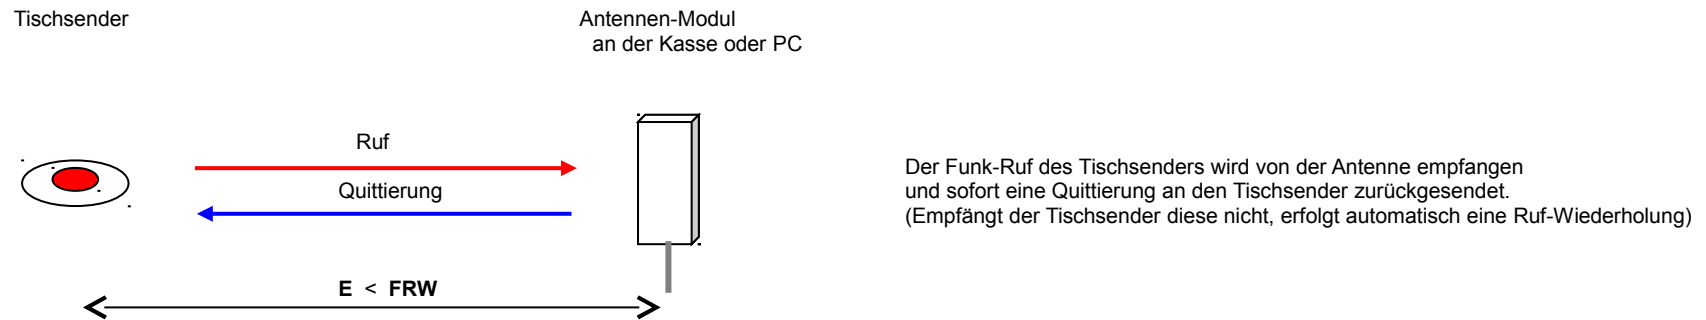 Tischsender
Antennen-Modul
an der Kasse oder PC
Ruf
Quittierung
E < FRW
Der Funk-Ruf des Tischsenders wird von der Antenne empfangen
und sofort eine Quittierung an den Tischsender zurückgesendet.
(Empfängt der Tischsender diese nicht, erfolgt automatisch eine Ruf-Wiederholung)